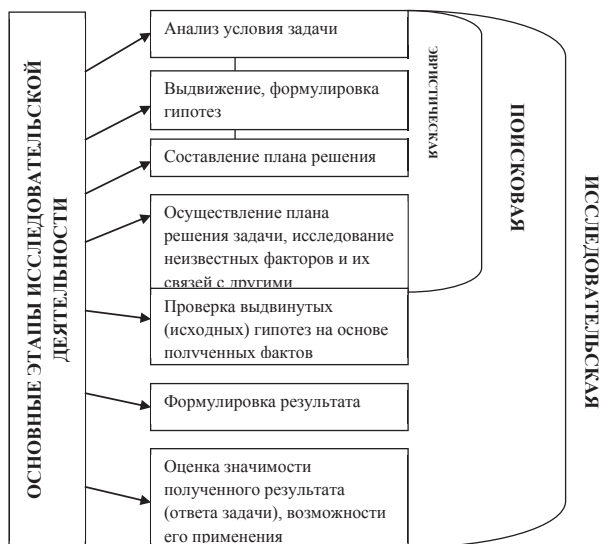 ОСНОВНЫЕ ЭТАПЫ ИССЛЕДОВАТЕЛЬСКОЙ
ДЕЯТЕЛЬНОСТИ
Анализ условия задачи
Выдвижение, формулировка
гипотез
Составление плана решения
Осуществление плана
решения задачи, исследование
неизвестных факторов и их
связей с другими
Проверка выдвинутых
(исходных) гипотез на основе
полученных фактов
Формулировка результата
Оценка значимости
полученного результата
(ответа задачи), возможности
его применения
ЭВРИСТИЧЕСКАЯ
ПОИСКОВАЯ
ИССЛЕДОВАТЕЛЬСКАЯ